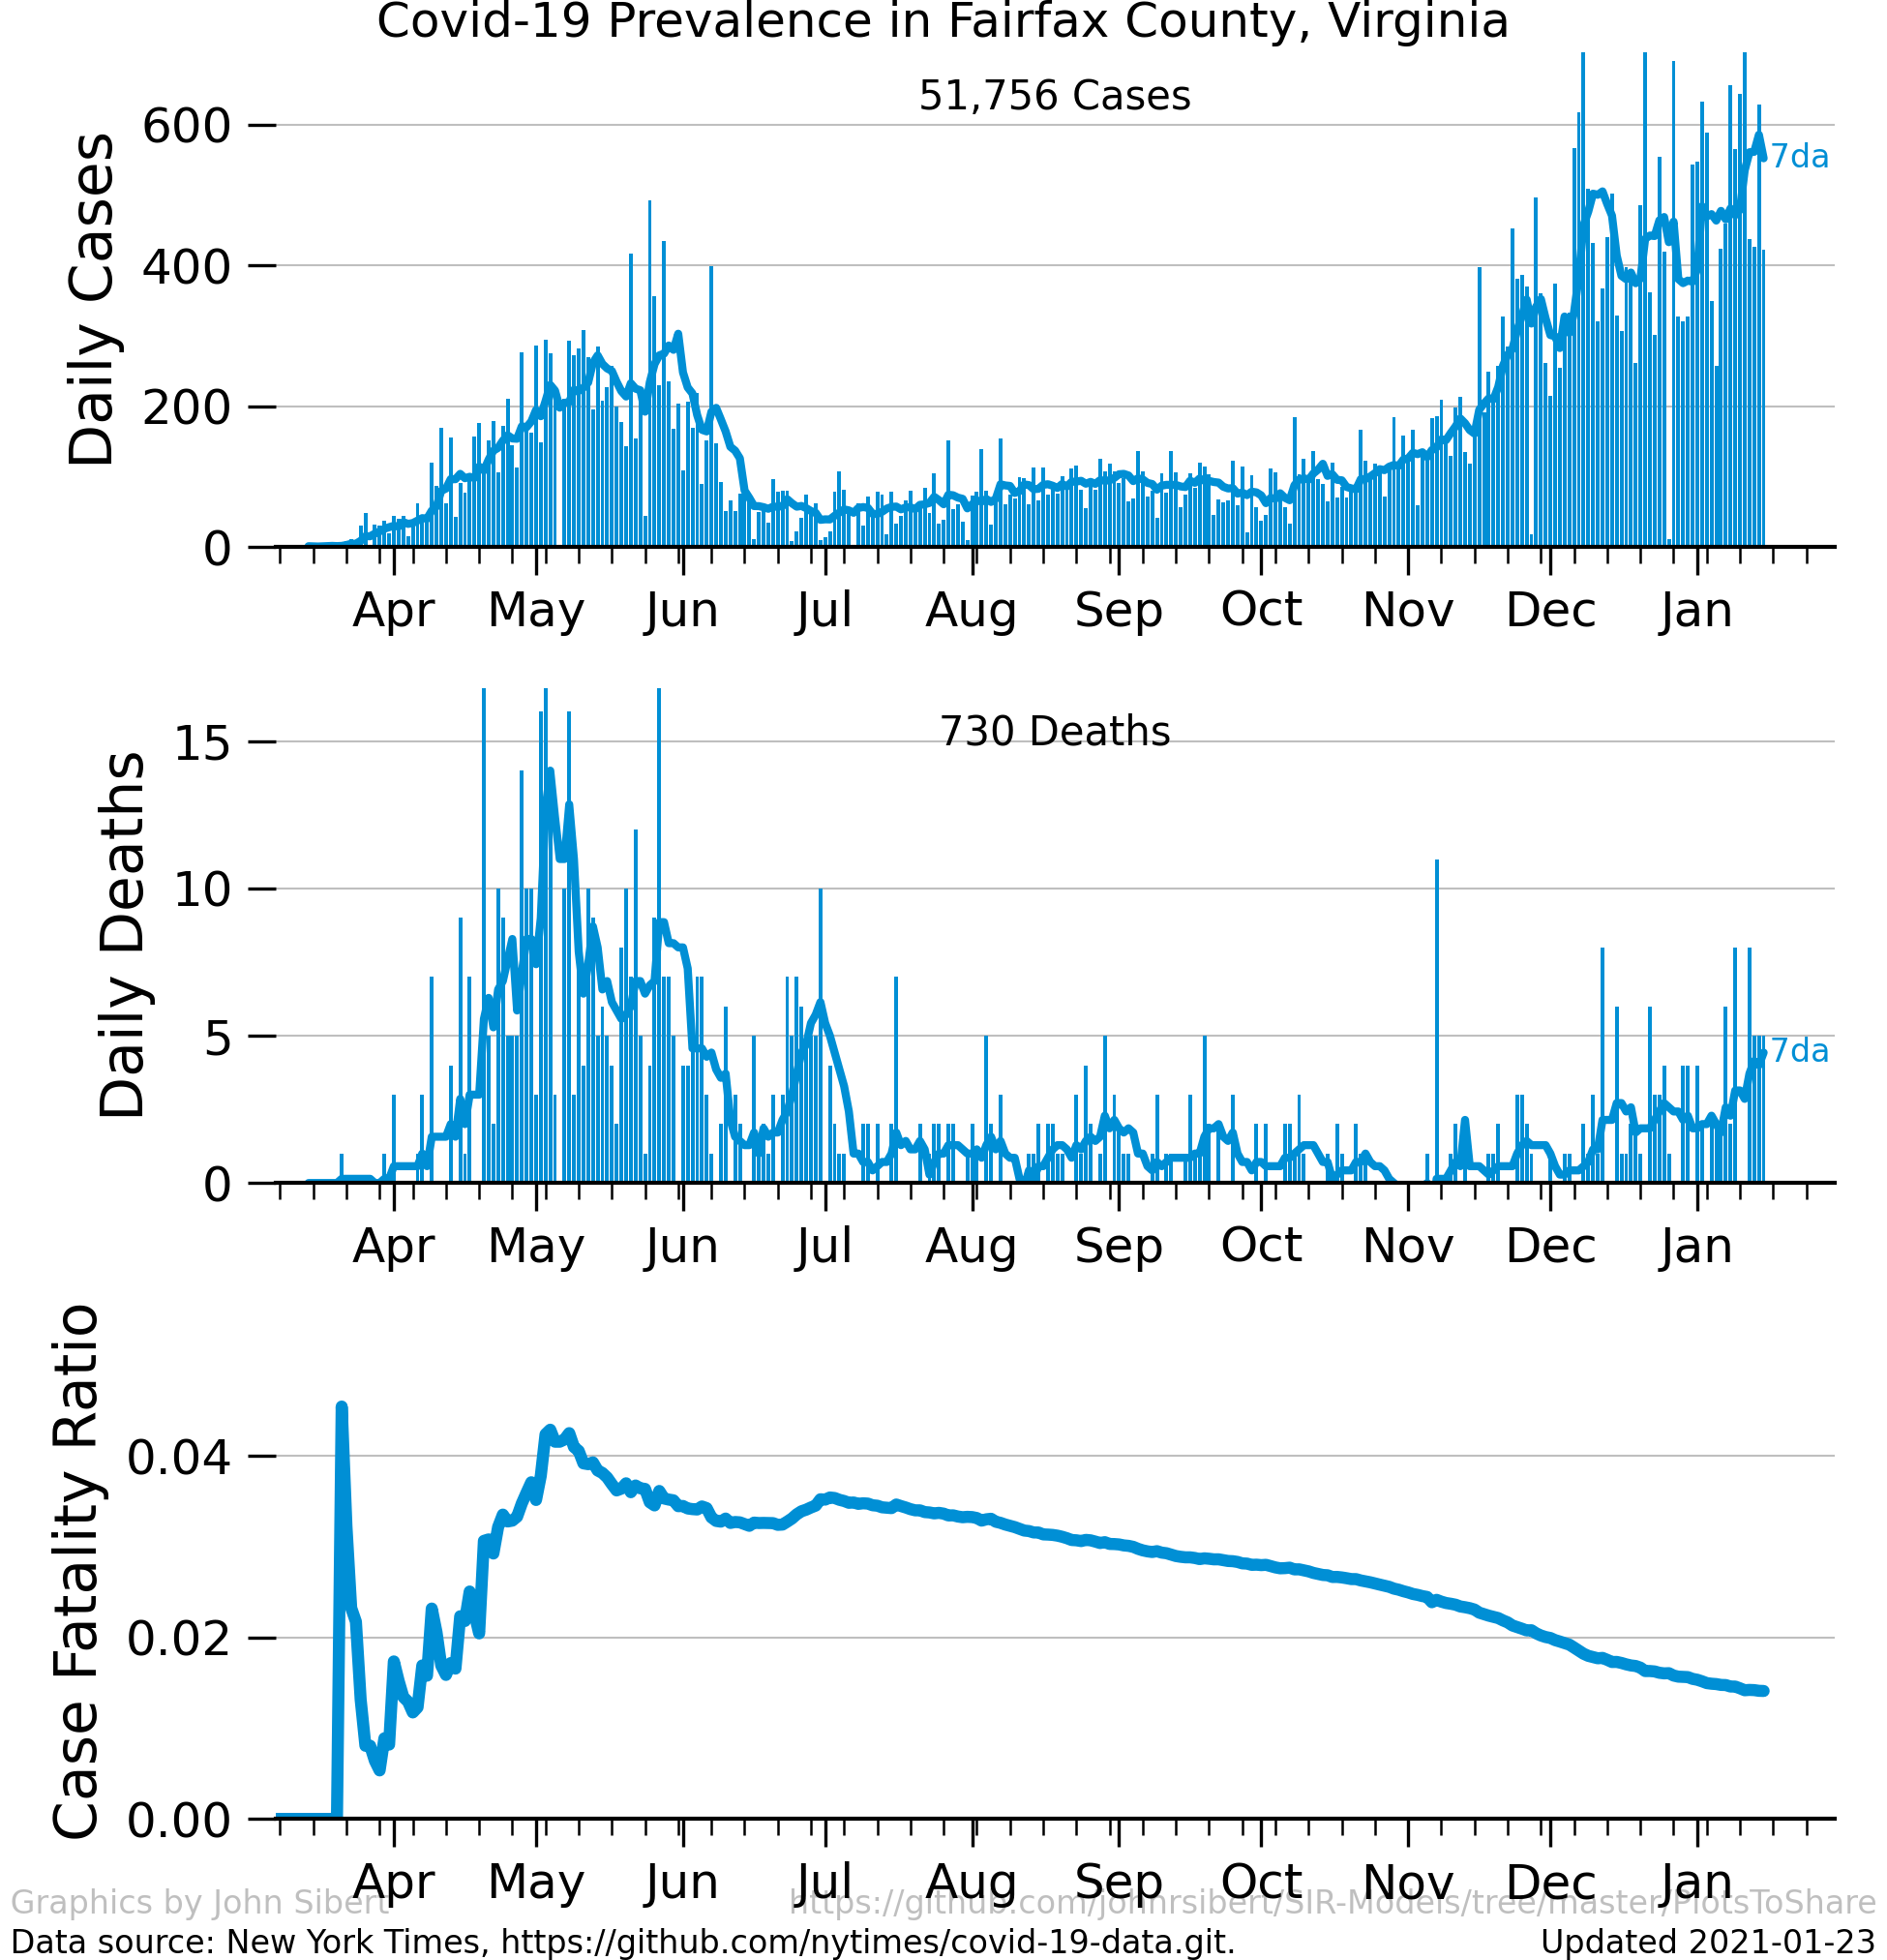 Covid-19 Prevalence in Fairfax County, Virginia
51,756 Cases
Daily Cases
600
400
200
0
7da
Apr May Jun Jul Aug Sep Oct Nov Dec Jan
730 Deaths
Daily Deaths
15
10
5
0
7da
Apr May Jun Jul Aug Sep Oct Nov Dec Jan
Case Fatality Ratio
0.04
0.02
0.00
Apr May Jun Jul Aug Sep Oct Nov Dec Jan
Graphics by John Sibert https://github.com/johnrsibert/SIR-Models/tree/master/PlotsToShare
Data source: New York Times, https://github.com/nytimes/covid-19-data.git. Updated 2021-01-23